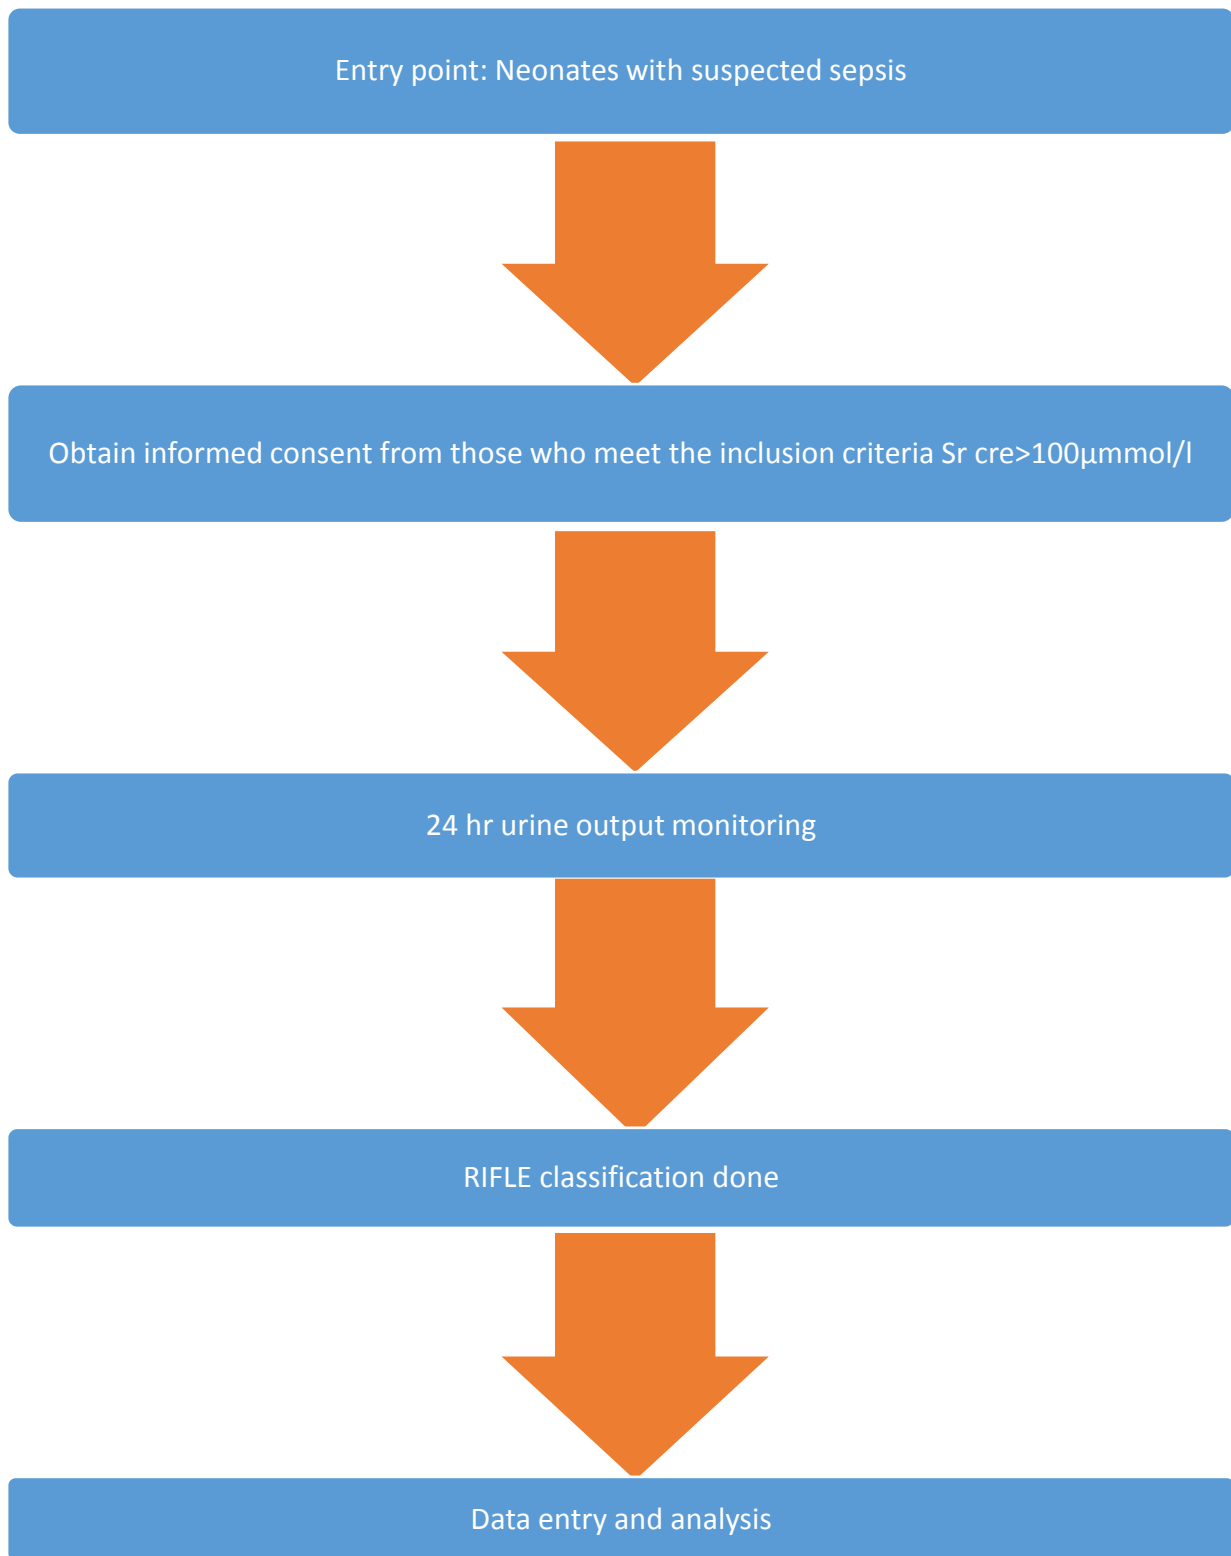 Entry point: Neonates with suspected sepsis
Obtain informed consent from those who meet the inclusion criteria Sr cre>100µmmol/l
24 hr urine output monitoring
RIFLE classification done
Data entry and analysis